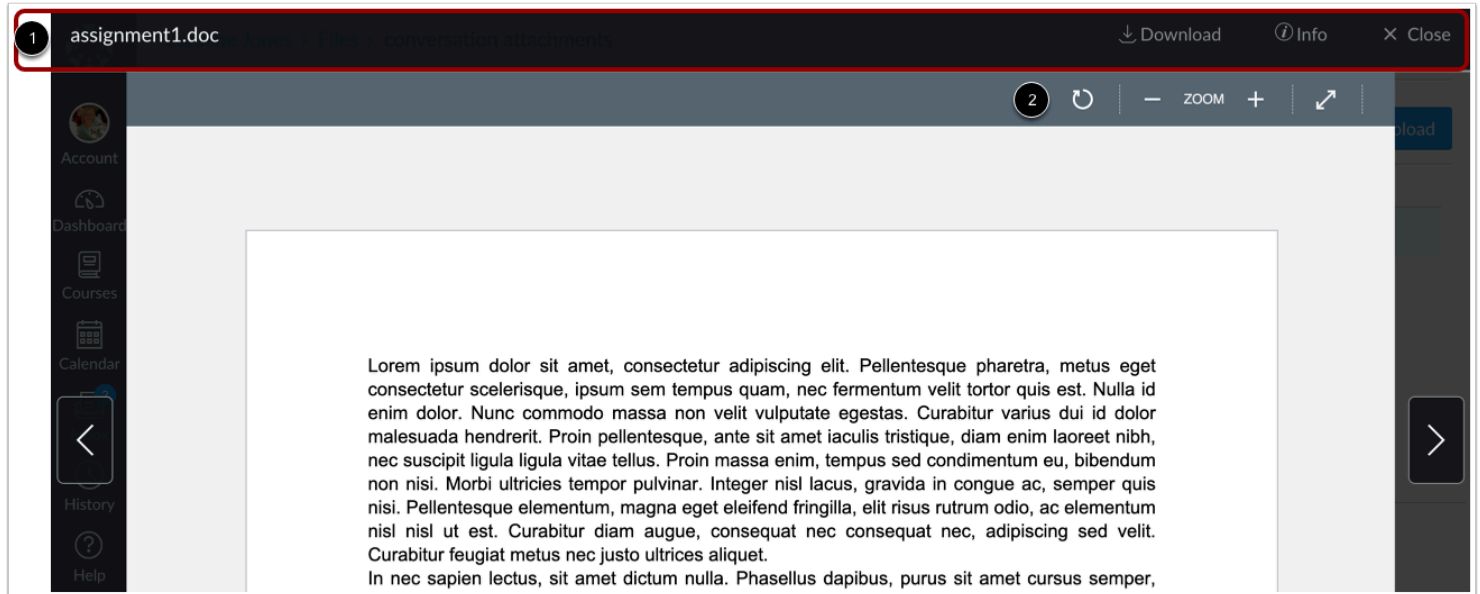 1 assignment1.doc Jones Files conversation attachments Download Info Close
2 ZOOM
Account
Dashboard
Courses
Calendar
History
Help
Lorem ipsum dolor sit amet, consectetur adipiscing elit. Pellentesque pharetra, metus eget
consectetur scelerisque, ipsum sem tempus quam, nec fermentum velit tortor quis est. Nulla id
enim dolor. Nunc commodo massa non velit vulputate egestas. Curabitur varius dui id dolor
malesuada hendrerit. Proin pellentesque, ante sit amet iaculis tristique, diam enim laoreet nibh,
nec suscipit ligula ligula vitae tellus. Proin massa enim, tempus sed condimentum eu, bibendum
non nisi. Morbi ultricies tempor pulvinar. Integer nisl lacus, gravida in congue ac, semper quis
nisi. Pellentesque elementum, magna eget eleifend fringilla, elit risus rutrum odio, ac elementum
nisl nisl ut est. Curabitur diam augue, consequat nec consequat nec, adipiscing sed velit.
Curabitur feugiat metus nec justo ultrices aliquet.
In nec sapien lectus, sit amet dictum nulla. Phasellus dapibus, purus sit amet cursus semper,